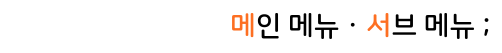 메인 메뉴 · 서브 메뉴 ;